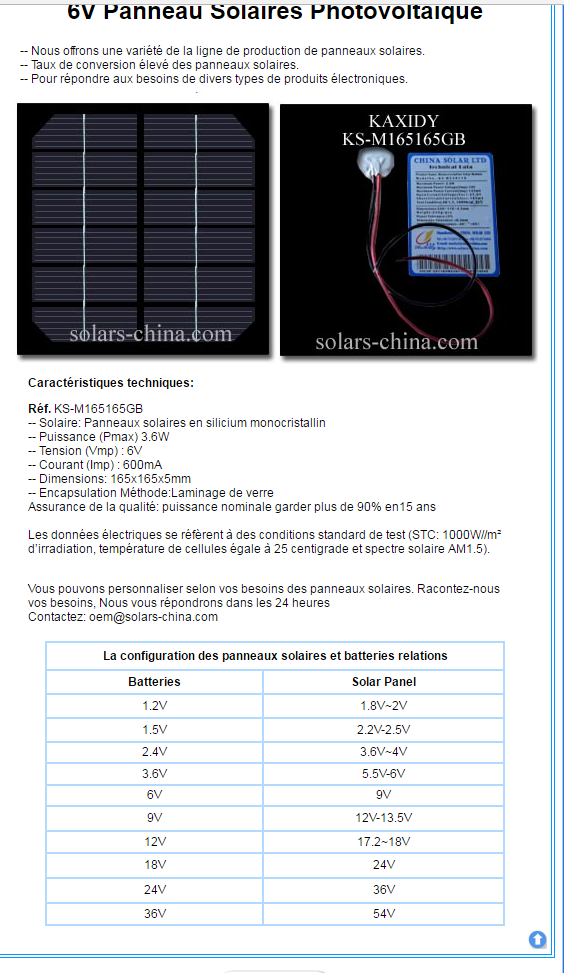 6V Panneau Solaires Photovoltaïque
-- Nous offrons une variété de la ligne de production de panneaux solaires.
-- Taux de conversion élevé des panneaux solaires.
-- Pour répondre aux besoins de divers types de produits électroniques.
KAXIDY
KS-M165165GB
CHINA SOLAR LTD
Technical Data
solars-china.com
solars-china.com
Caractéristiques techniques:
Réf. KS-M165165GB
-- Solaire: Panneaux solaires en silicium monocristallin
-- Puissance (Pmax) 3.6W
-- Tension (Vmp) : 6V
-- Courant (Imp) : 600mA
-- Dimensions: 165x165x5mm
-- Encapsulation Méthode:Laminage de verre
Assurance de la qualité: puissance nominale garder plus de 90% en15 ans
Les données électriques se réfèrent à des conditions standard de test (STC: 1000W//m²
d'irradiation, température de cellules égale à 25 centigrade et spectre solaire AM1.5).
Vous pouvons personnaliser selon vos besoins des panneaux solaires. Racontez-nous
vos besoins, Nous vous répondrons dans les 24 heures
Contactez: oem@solars-china.com
La configuration des panneaux solaires et batteries relations
Batteries Solar Panel
1.2V 1.8V~2V
1.5V 2.2V-2.5V
2.4V 3.6V~4V
3.6V 5.5V-6V
6V 9V
9V 12V-13.5V
12V 17.2~18V
18V 24V
24V 36V
36V 54V